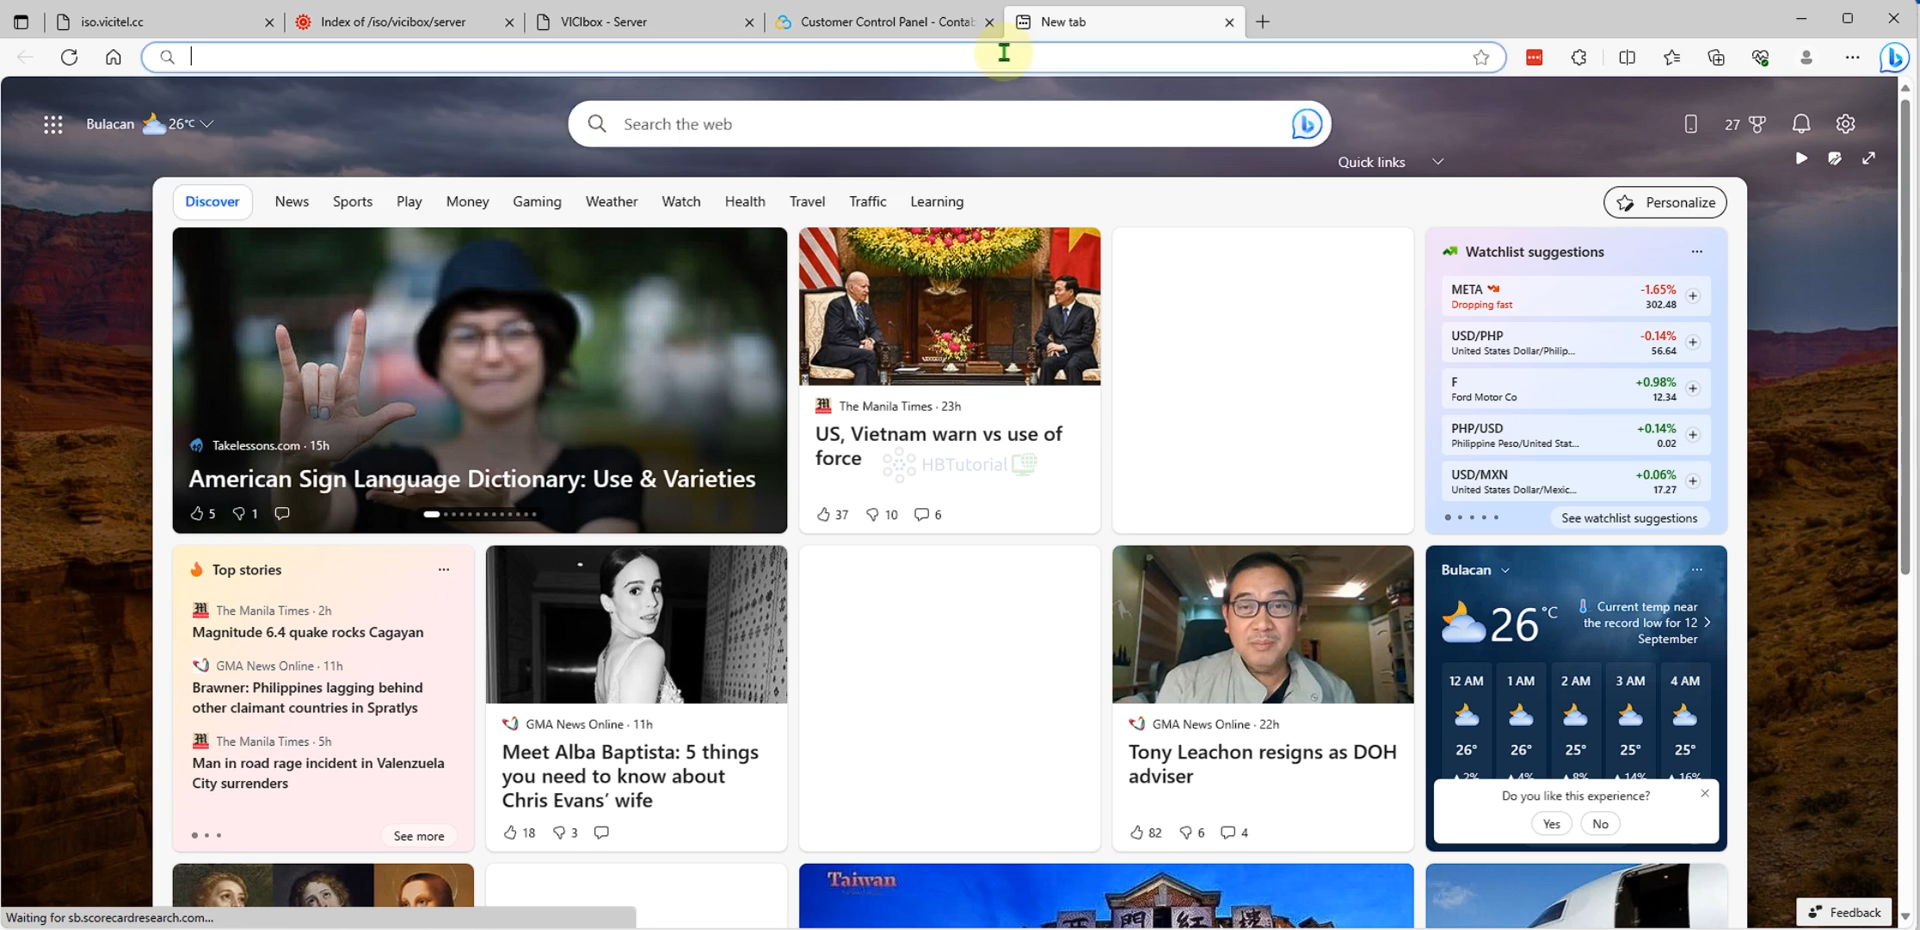 iso.vicitel.cc
Index of /iso/vicibox/server
VICIbox - Server
Customer Control Panel - Contab
New tab
Bulacan 26°C
Search the web
27
Quick links
Discover News Sports Play Money Gaming Weather Watch Health Travel Traffic Learning
Personalize
Takelessons.com · 15h
American Sign Language Dictionary: Use & Varieties
5 1
The Manila Times · 23h
US, Vietnam warn vs use of
force
HBTutorial
37 10 6
Watchlist suggestions
META -1.65%
Dropping fast 302.48
USD/PHP -0.14%
United States Dollar/Philip... 56.64
F +0.98%
Ford Motor Co 12.34
PHP/USD +0.14%
Philippine Peso/United Stat... 0.02
USD/MXN +0.06%
United States Dollar/Mexic... 17.27
See watchlist suggestions
Top stories
The Manila Times · 2h
Magnitude 6.4 quake rocks Cagayan
GMA News Online · 11h
Brawner: Philippines lagging behind
other claimant countries in Spratlys
The Manila Times · 5h
Man in road rage incident in Valenzuela
City surrenders
See more
GMA News Online · 11h
Meet Alba Baptista: 5 things
you need to know about
Chris Evans' wife
18 3
GMA News Online · 22h
Tony Leachon resigns as DOH
adviser
82 6 4
Bulacan
26 °C
Current temp near
the record low for 12
September
12 AM 1 AM 2 AM 3 AM 4 AM
26° 26° 25° 25° 25°
2% 4% 8% 14% 16%
Do you like this experience?
Yes No
Taiwan
西門紅樓
Waiting for sb.scorecardresearch.com...
Feedback